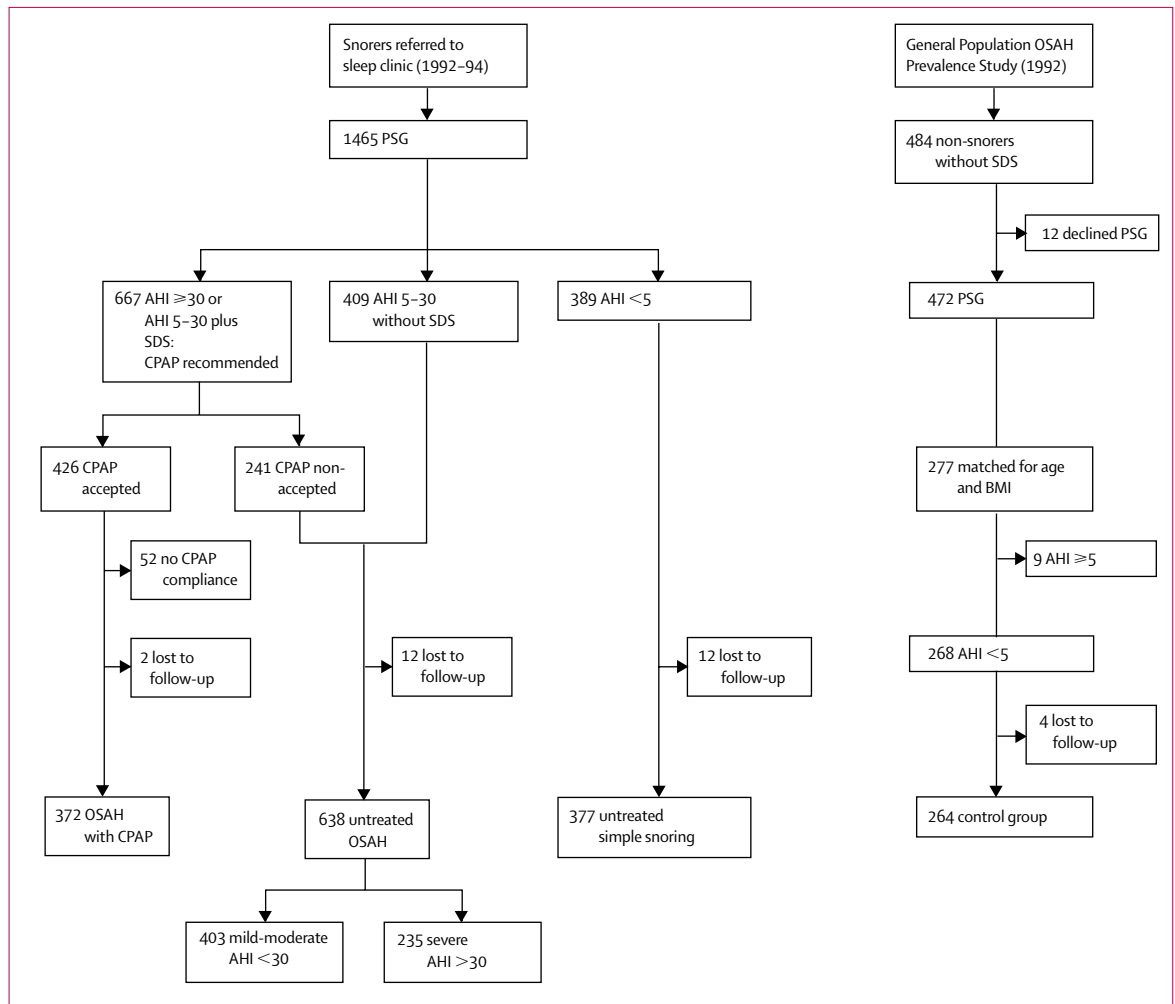 Snorers referred to
sleep clinic (1992–94)
General Population OSAH
Prevalence Study (1992)
1465 PSG
484 non-snorers
without SDS
12 declined PSG
667 AHI ≥30 or
AHI 5–30 plus
SDS:
CPAP recommended
409 AHI 5–30
without SDS
389 AHI <5
472 PSG
426 CPAP
accepted
241 CPAP non-
accepted
277 matched for age
and BMI
52 no CPAP
compliance
9 AHI ≥5
2 lost to
follow-up
12 lost to
follow-up
12 lost to
follow-up
268 AHI <5
4 lost to
follow-up
372 OSAH
with CPAP
638 untreated
OSAH
377 untreated
simple snoring
264 control group
403 mild-moderate
AHI <30
235 severe
AHI >30